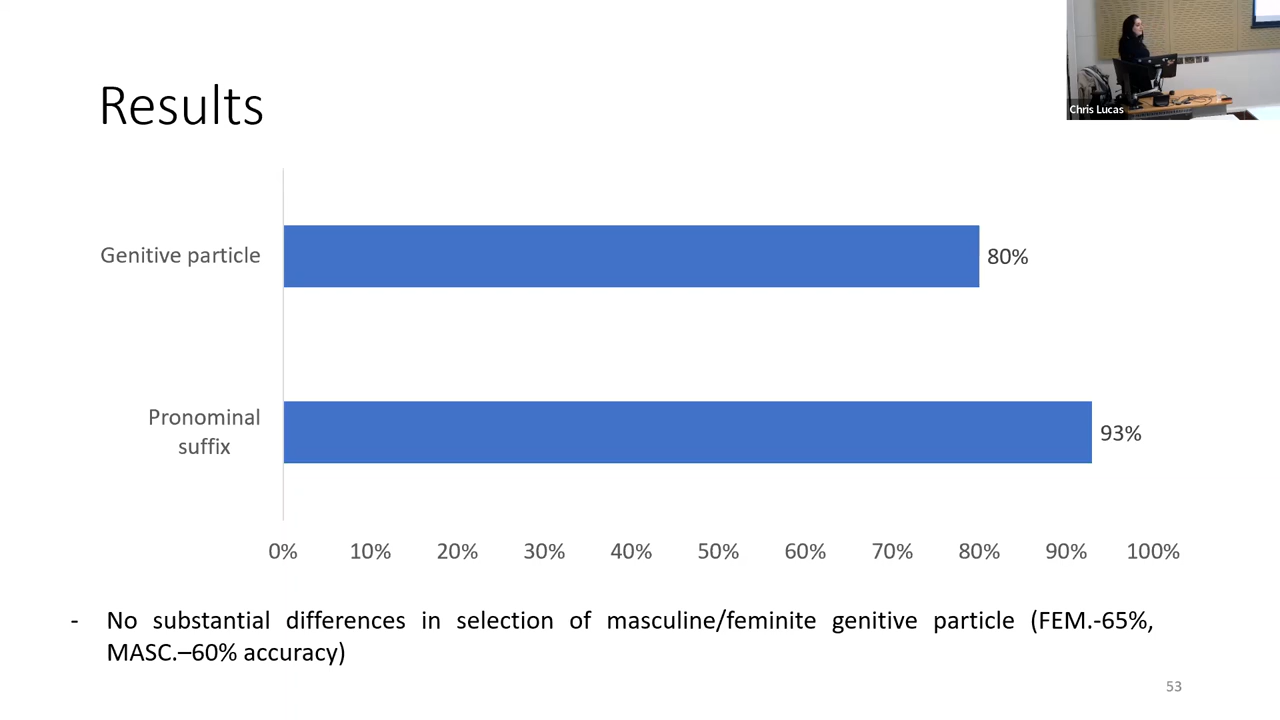 Chris Lucas
Results
Genitive particle
80%
Pronominal
suffix
93%
0% 10% 20% 30% 40% 50% 60% 70% 80% 90% 100%
- No substantial differences in selection of masculine/feminite genitive particle (FEM.-65%,
MASC.–60% accuracy)
53